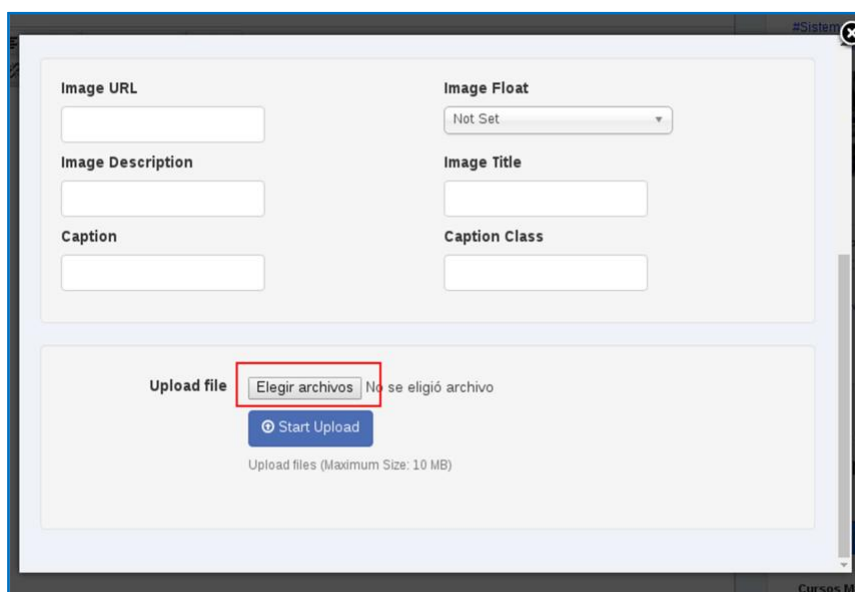 #Sistem
Image URL
Image Float
Not Set
Image Description
Image Title
Caption
Caption Class
Upload file
Elegir archivos
No se eligió archivo
Start Upload
Upload files (Maximum Size: 10 MB)
Cursos M